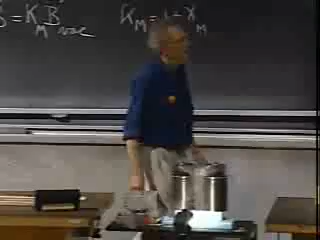 B = K_M B_vac
K_M = 1 + χ_M